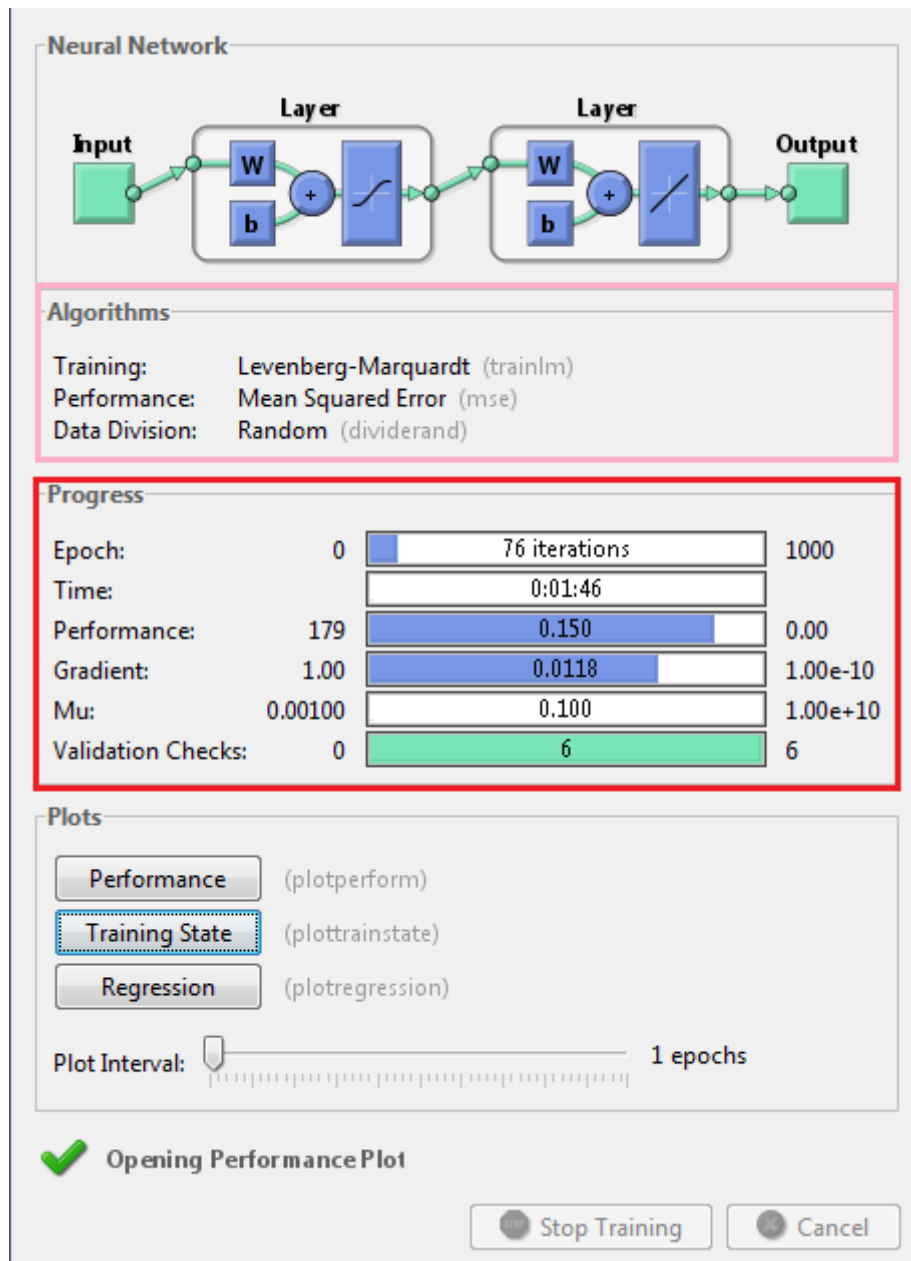 Neural Network
Layer Layer
Input Output
W W
+ +
b b
Algorithms
Training: Levenberg-Marquardt (trainlm)
Performance: Mean Squared Error (mse)
Data Division: Random (dividerand)
Progress
Epoch: 0 76 iterations 1000
Time: 0:01:46
Performance: 179 0.150 0.00
Gradient: 1.00 0.0118 1.00e-10
Mu: 0.00100 0.100 1.00e+10
Validation Checks: 0 6 6
Plots
Performance (plotperform)
Training State (plottrainstate)
Regression (plotregression)
Plot Interval: 1 epochs
Opening Performance Plot
Stop Training Cancel